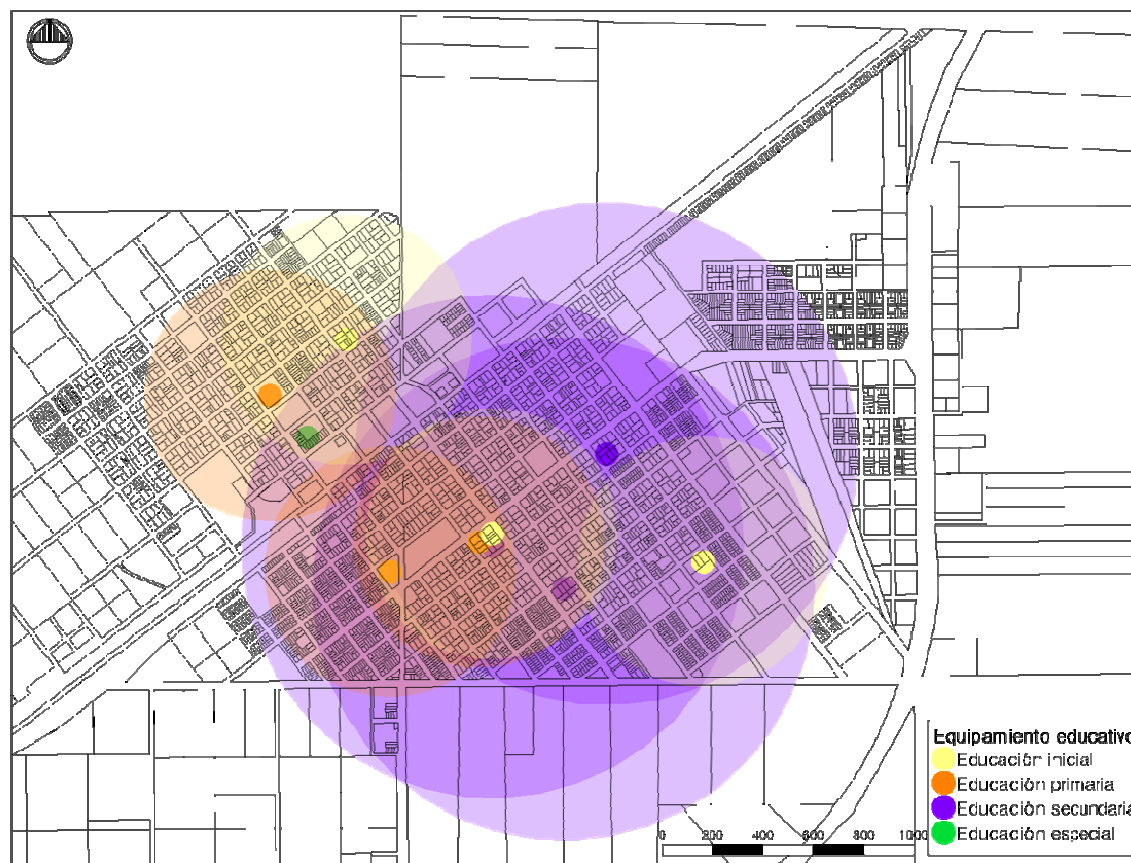 Equipamiento educativo
Educación inicial
Educación primaria
Educación secundaria
Educación especial
0 200 400 600 800 1000